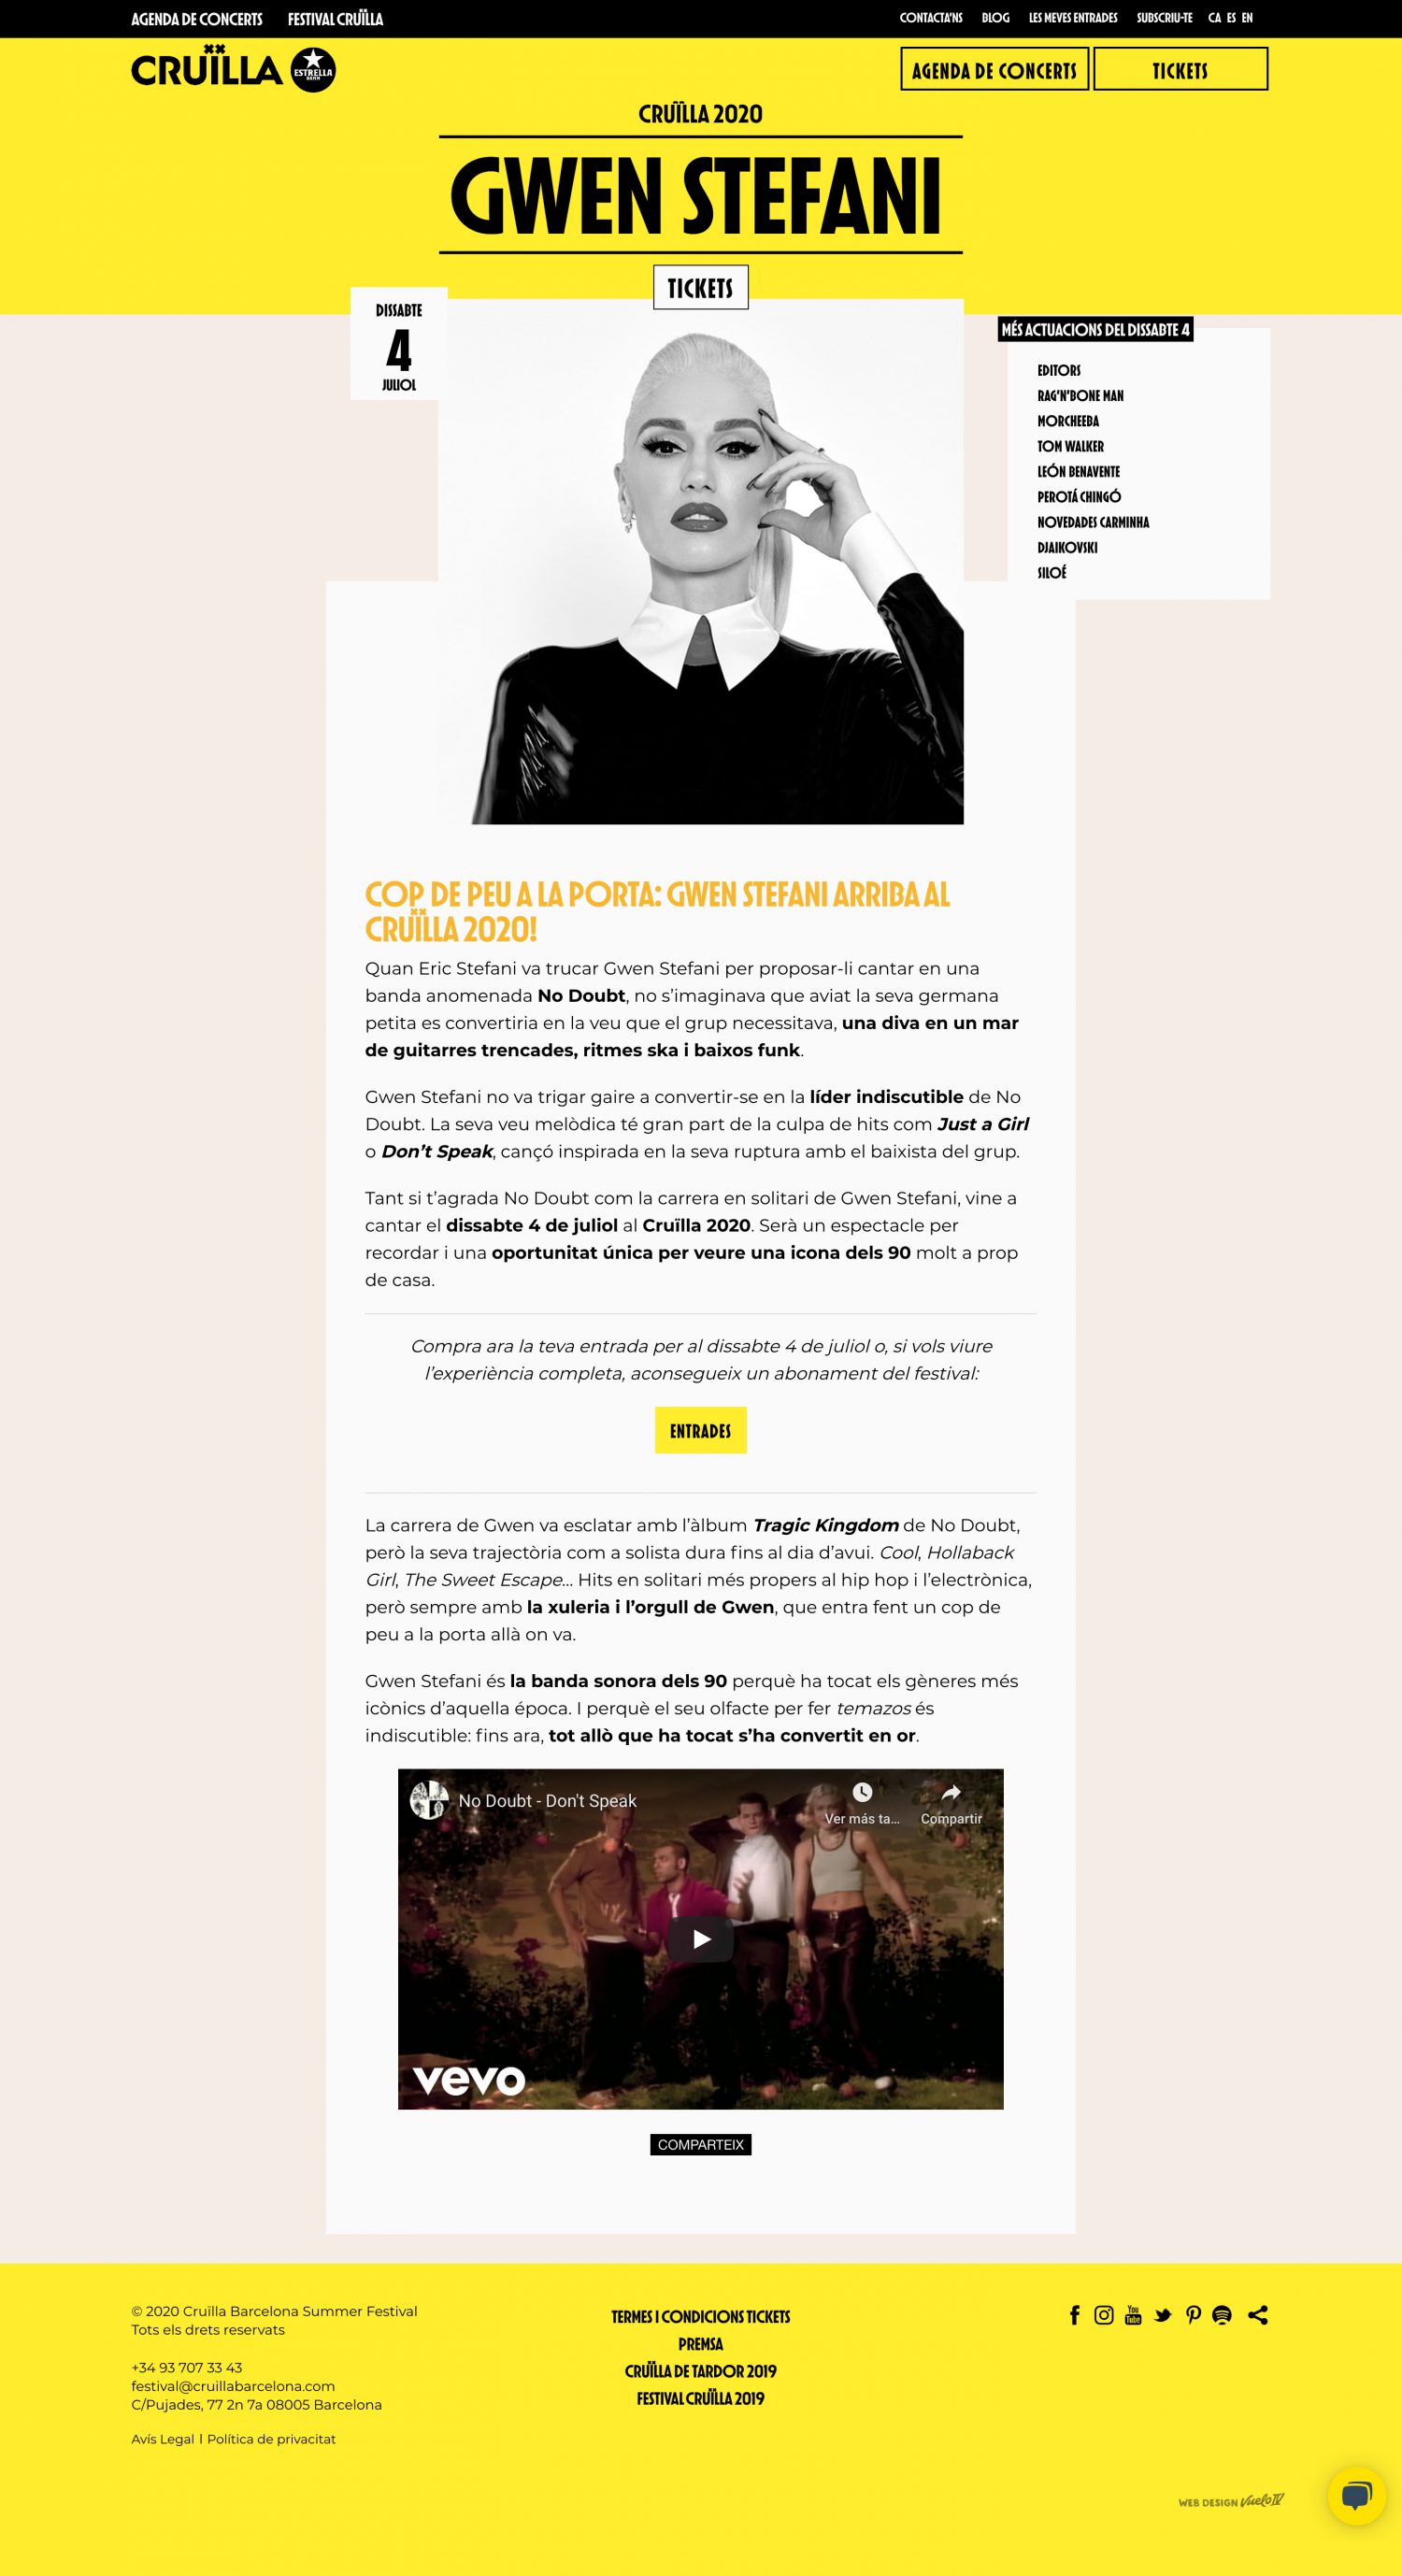 AGENDA DE CONCERTS FESTIVAL CRUÏLLA
CONTACTA'NS BLOG LES MEVES ENTRADES SUBSCRIU-TE CA ES EN
CRUÏLLA ESTRELLA DAMM
AGENDA DE CONCERTS TICKETS
CRUÏLLA 2020
GWEN STEFANI
TICKETS
DISSABTE
4
JULIOL
MÉS ACTUACIONS DEL DISSABTE 4
EDITORS
RAG'N'BONE MAN
MORCHEEBA
TOM WALKER
LEÓN BENAVENTE
PEROTÁ CHINGÓ
NOVEDADES CARMINHA
DJAIKOVSKI
SILOÉ
COP DE PEU A LA PORTA: GWEN STEFANI ARRIBA AL
CRUÏLLA 2020!
Quan Eric Stefani va trucar Gwen Stefani per proposar-li cantar en una
banda anomenada No Doubt, no s’imaginava que aviat la seva germana
petita es convertiria en la veu que el grup necessitava, una diva en un mar
de guitarres trencades, ritmes ska i baixos funk.
Gwen Stefani no va trigar gaire a convertir-se en la líder indiscutible de No
Doubt. La seva veu melòdica té gran part de la culpa de hits com Just a Girl
o Don’t Speak, cançó inspirada en la seva ruptura amb el baixista del grup.
Tant si t’agrada No Doubt com la carrera en solitari de Gwen Stefani, vine a
cantar el dissabte 4 de juliol al Cruïlla 2020. Serà un espectacle per
recordar i una oportunitat única per veure una icona dels 90 molt a prop
de casa.
Compra ara la teva entrada per al dissabte 4 de juliol o, si vols viure
l’experiència completa, aconsegueix un abonament del festival:
ENTRADES
La carrera de Gwen va esclatar amb l’àlbum Tragic Kingdom de No Doubt,
però la seva trajectòria com a solista dura fins al dia d’avui. Cool, Hollaback
Girl, The Sweet Escape… Hits en solitari més propers al hip hop i l’electrònica,
però sempre amb la xuleria i l’orgull de Gwen, que entra fent un cop de
peu a la porta allà on va.
Gwen Stefani és la banda sonora dels 90 perquè ha tocat els gèneres més
icònics d’aquella época. I perquè el seu olfacte per fer temazos és
indiscutible: fins ara, tot allò que ha tocat s’ha convertit en or.
No Doubt - Don't Speak
Ver más ta... Compartir
vevo
COMPARTEIX
© 2020 Cruïlla Barcelona Summer Festival
Tots els drets reservats
+34 93 707 33 43
festival@cruillabarcelona.com
C/Pujades, 77 2n 7a 08005 Barcelona
Avís Legal | Política de privacitat
TERMES I CONDICIONS TICKETS
PREMSA
CRUÏLLA DE TARDOR 2019
FESTIVAL CRUÏLLA 2019
You Tube
WEB DESIGN VueloIV